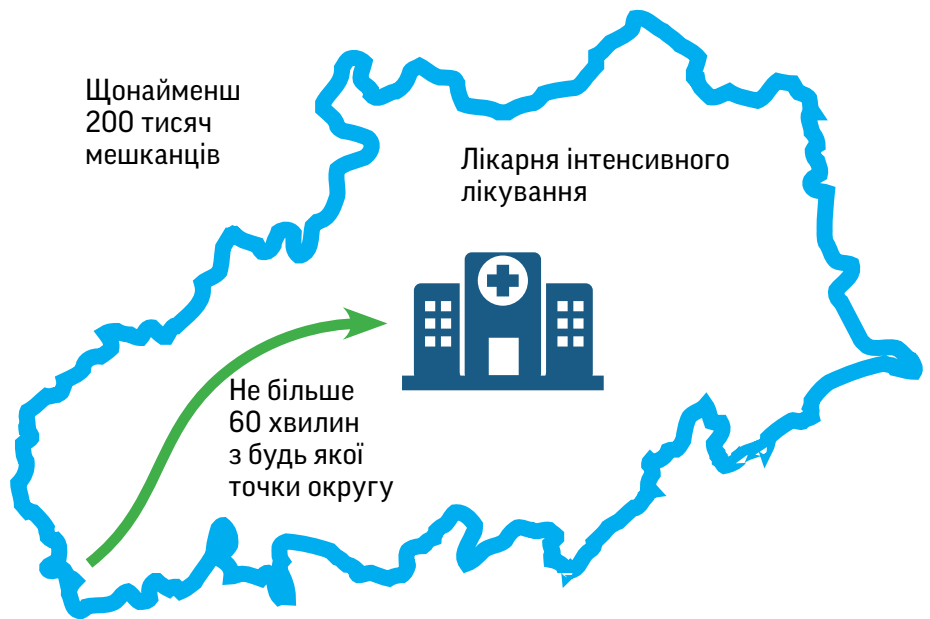 Щонайменш
200 тисяч
мешканців
Лікарня інтенсивного
лікування
Не більше
60 хвилин
з будь якої
точки округу